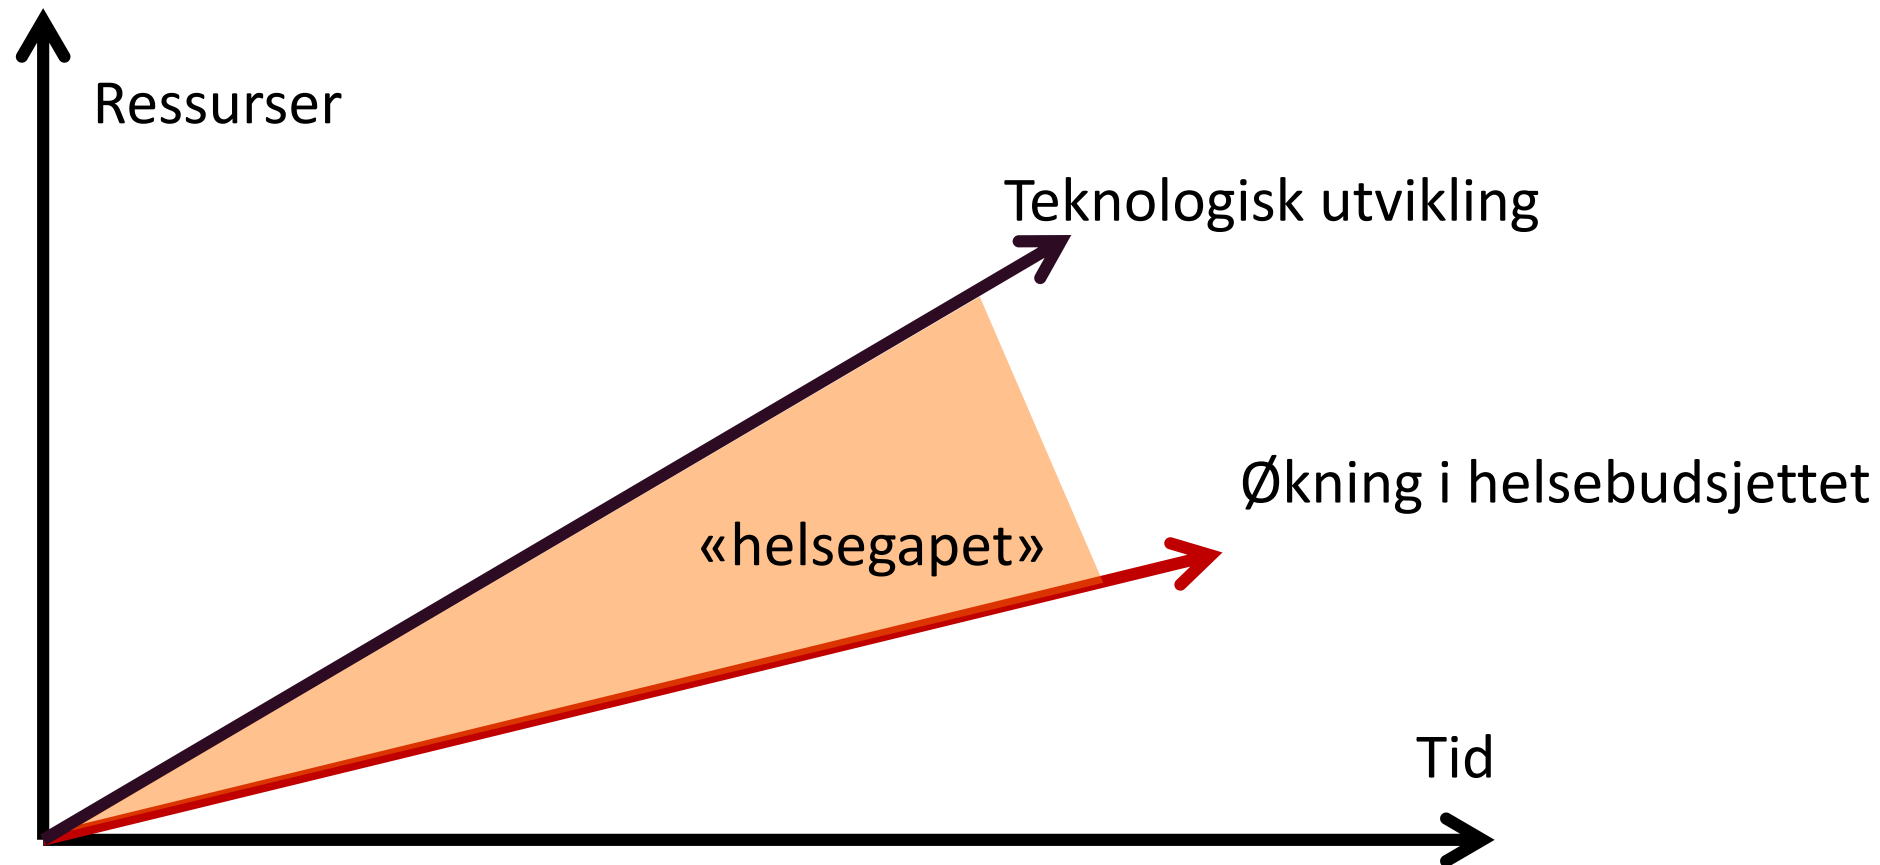 Ressurser
Teknologisk utvikling
Økning i helsebudsjettet
«helsegapet»
Tid